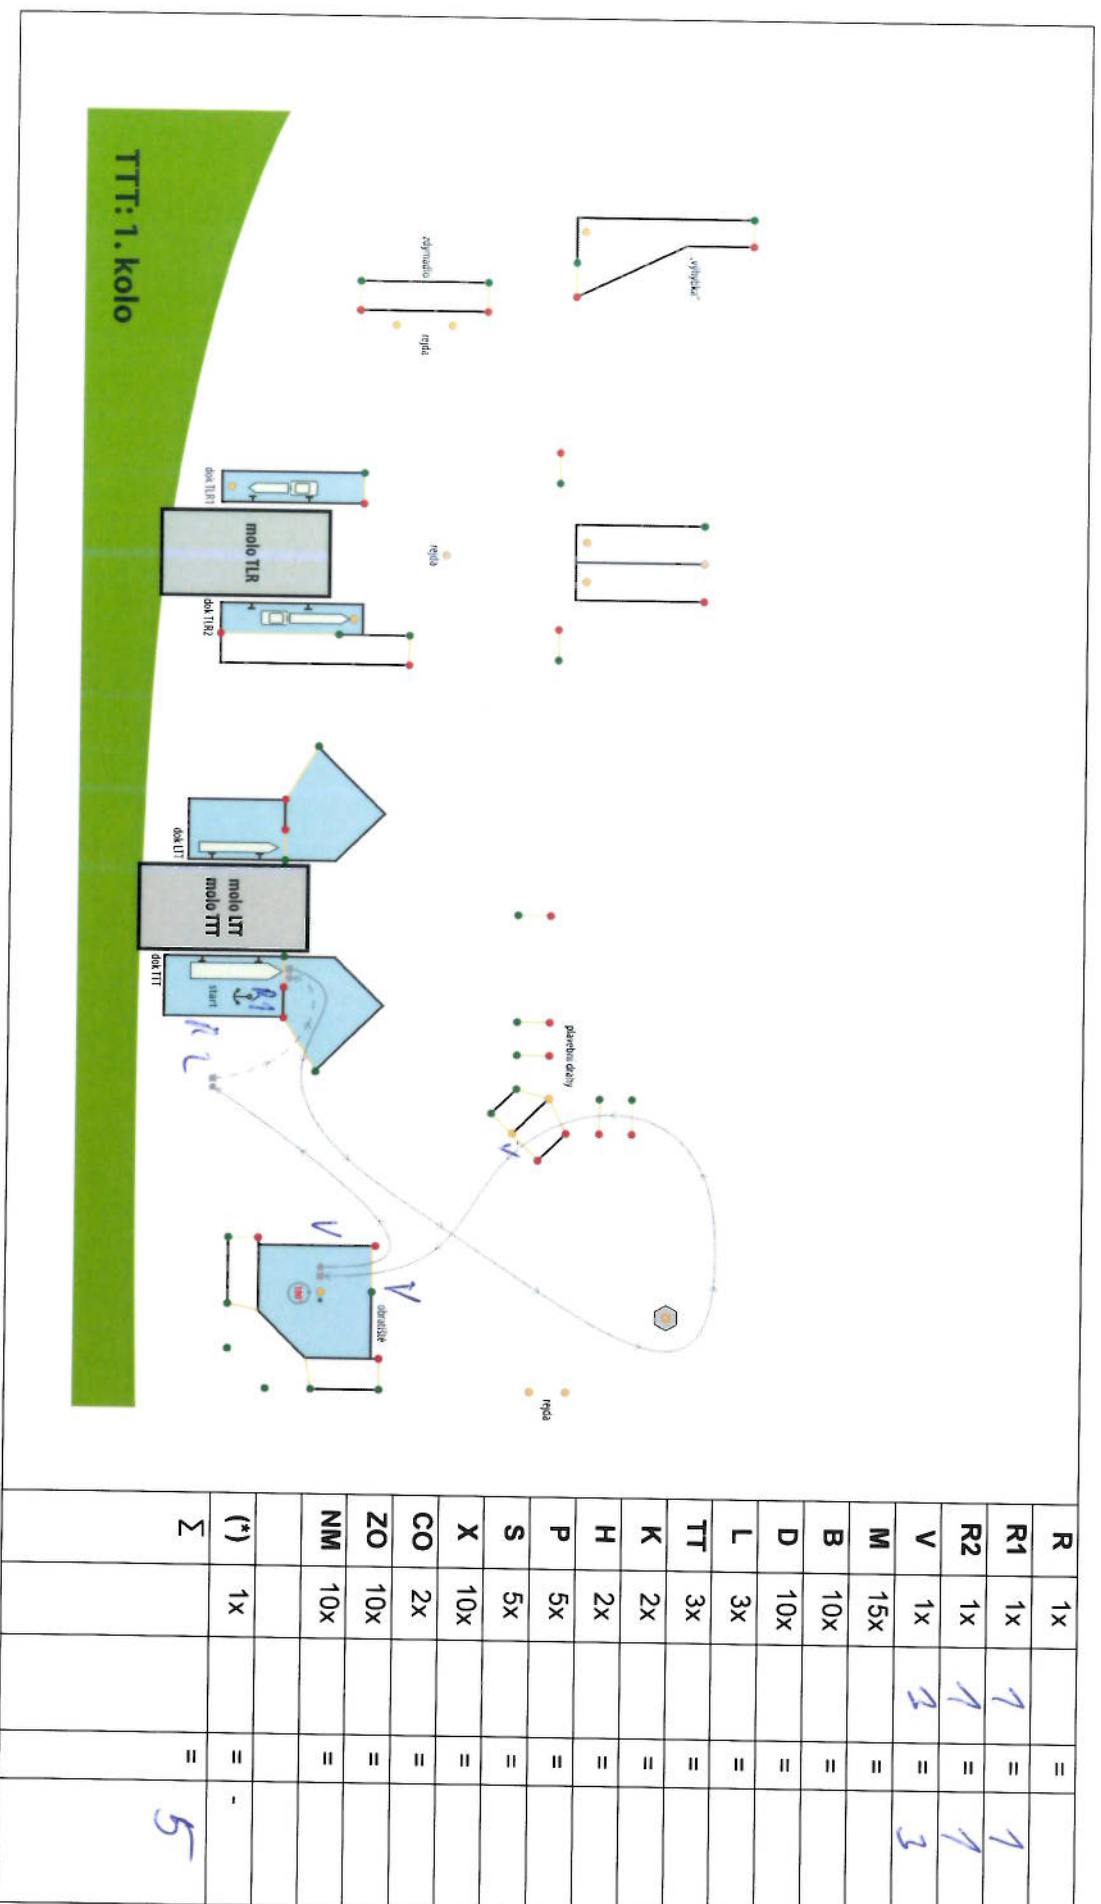 "výhybka"
plavební dráhy
rejda
zdymadlo
rejda
rejda
V
obratiště
V
V
180°
molo TLR
dok TLR1
dok TLR2
molo LTT
molo TTT
dok LTT
dok TTT
start
R1
R2
TTT: 1. kolo
R 1x =
R1 1x 1 = 1
R2 1x 1 = 1
V 1x 3 = 3
M 15x =
B 10x =
D 10x =
L 3x =
TT 3x =
K 2x =
H 2x =
P 5x =
S 5x =
X 10x =
CO 2x =
ZO 10x =
NM 10x =
(*) 1x = -
Σ = 5